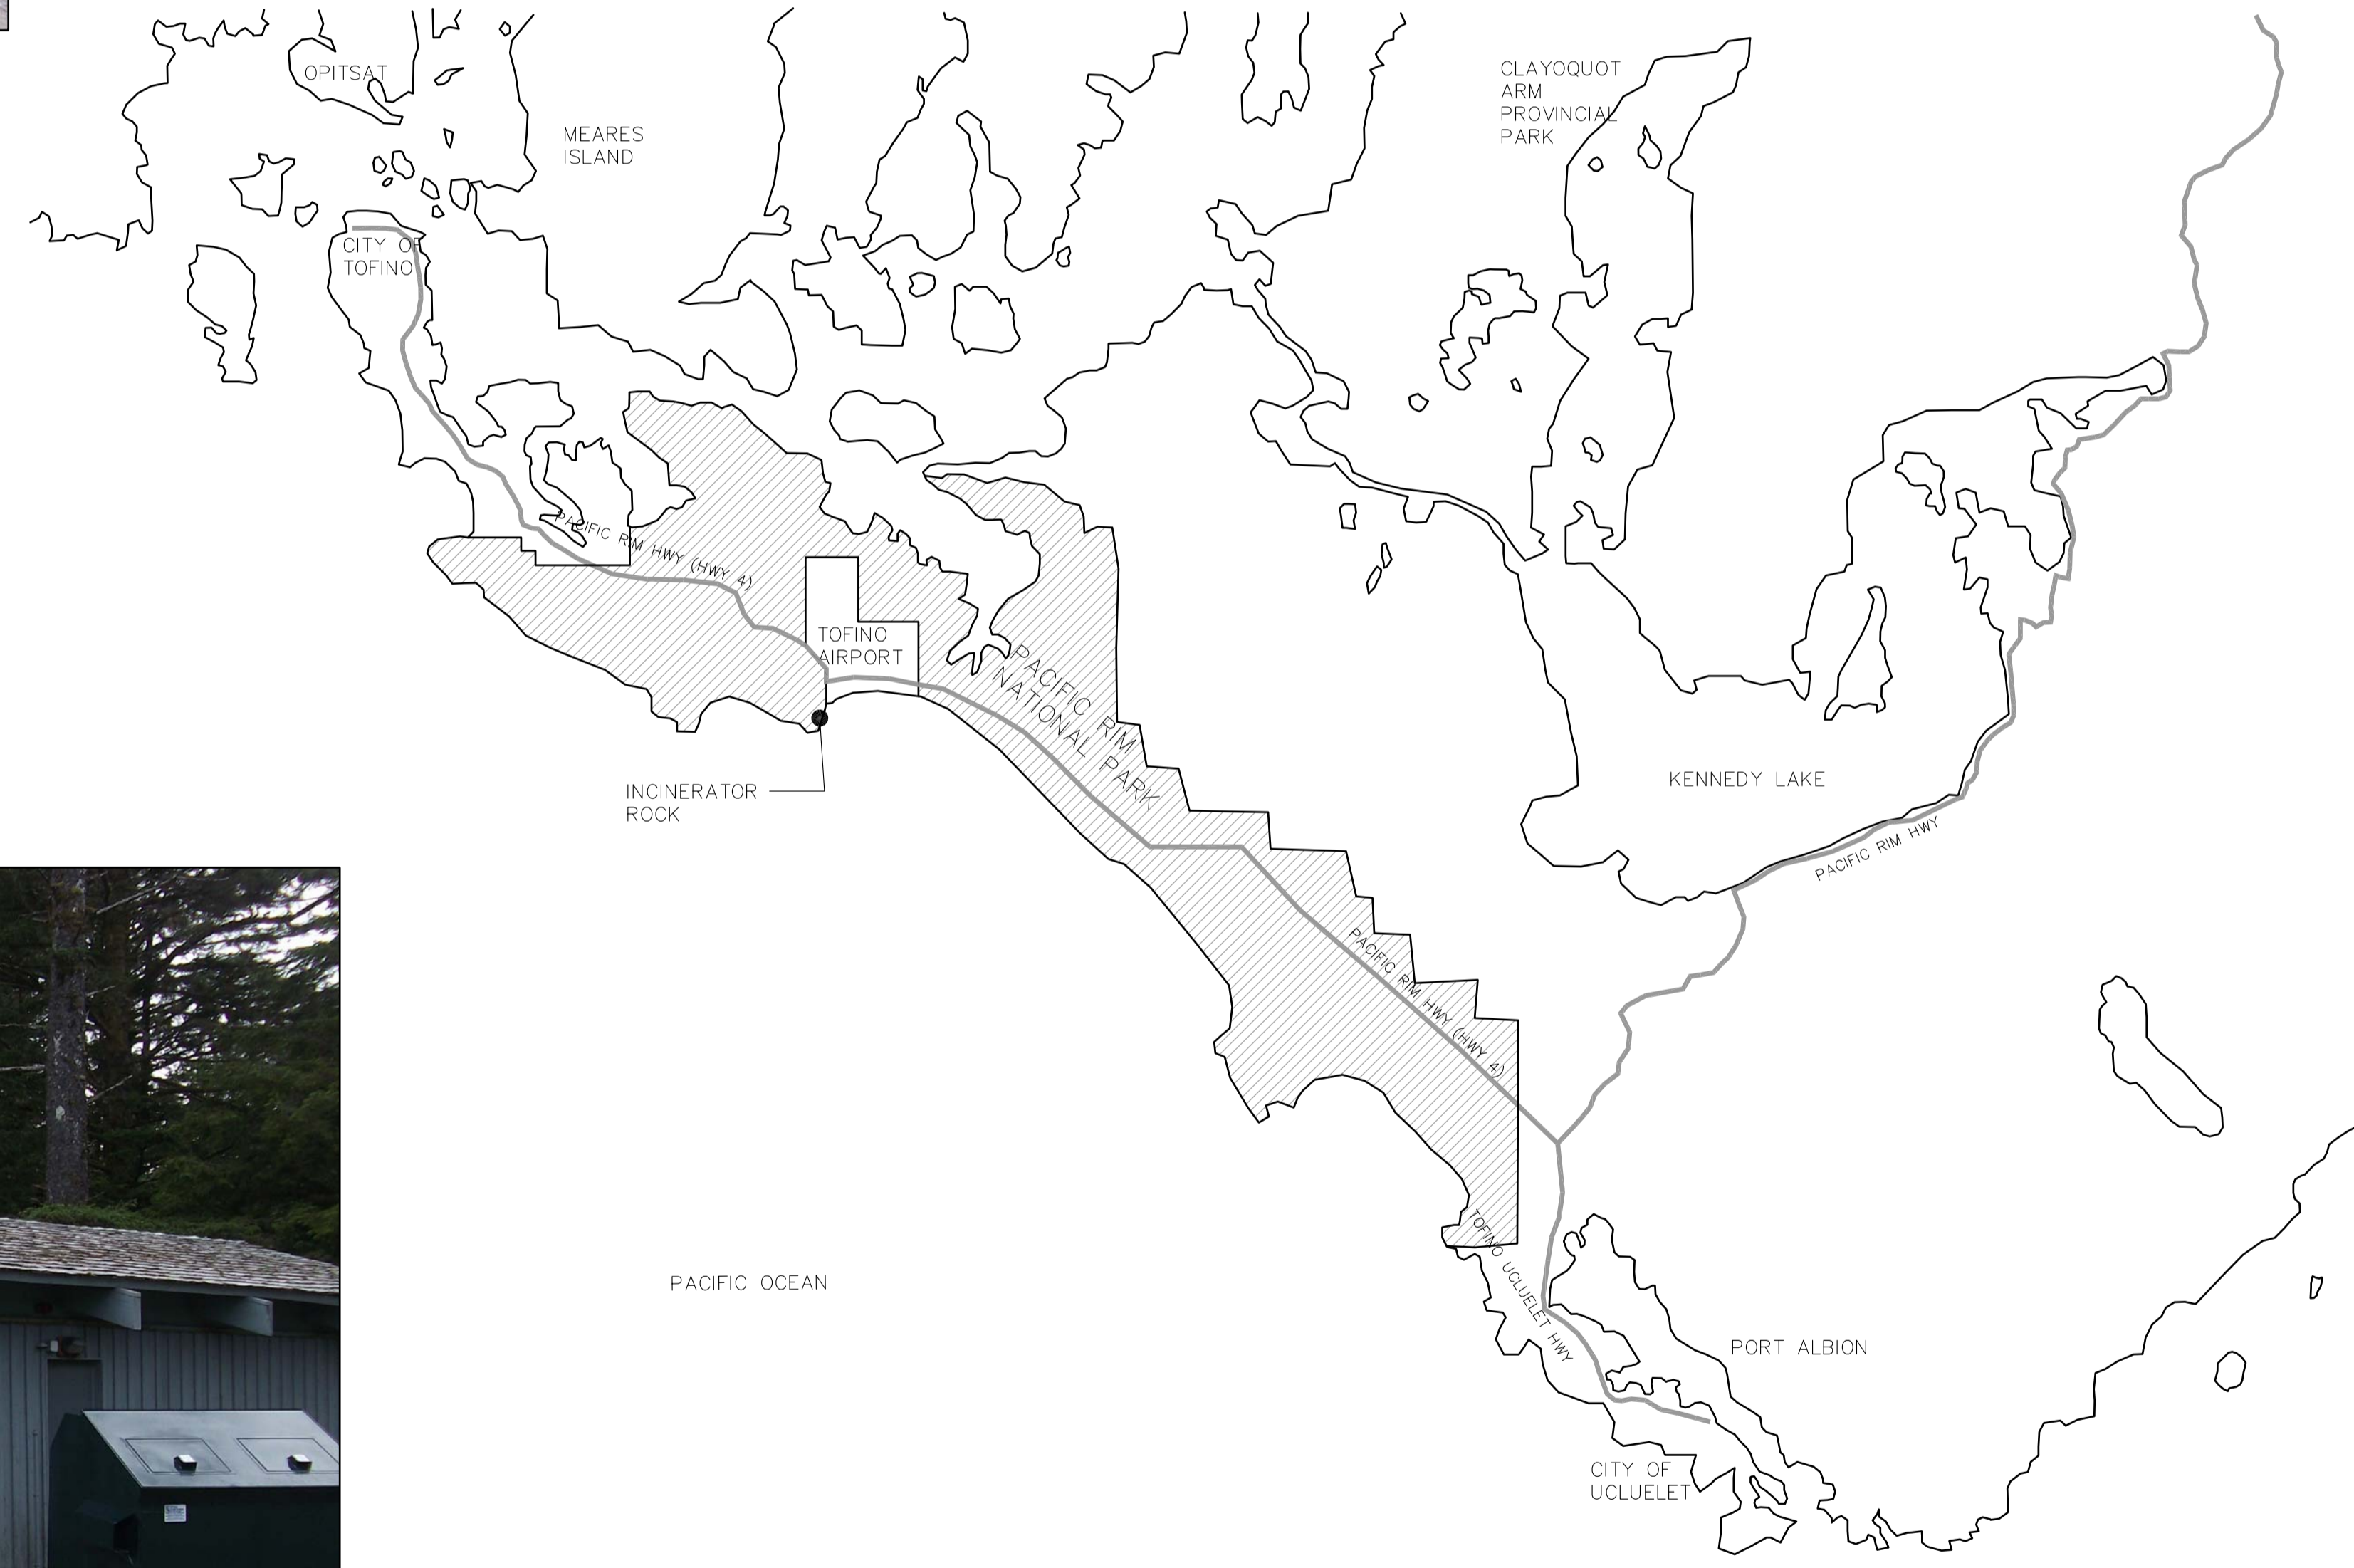 OPITSAT
CLAYOQUOT
ARM
PROVINCIAL
PARK
MEARES
ISLAND
CITY OF
TOFINO
PACIFIC RIM HWY (HWY 4)
TOFINO
AIRPORT
PACIFIC RIM
NATIONAL PARK
INCINERATOR
ROCK
KENNEDY LAKE
PACIFIC RIM HWY
PACIFIC RIM HWY (HWY 4)
TOFINO UCLUELET HWY
PACIFIC OCEAN
PORT ALBION
CITY OF
UCLUELET